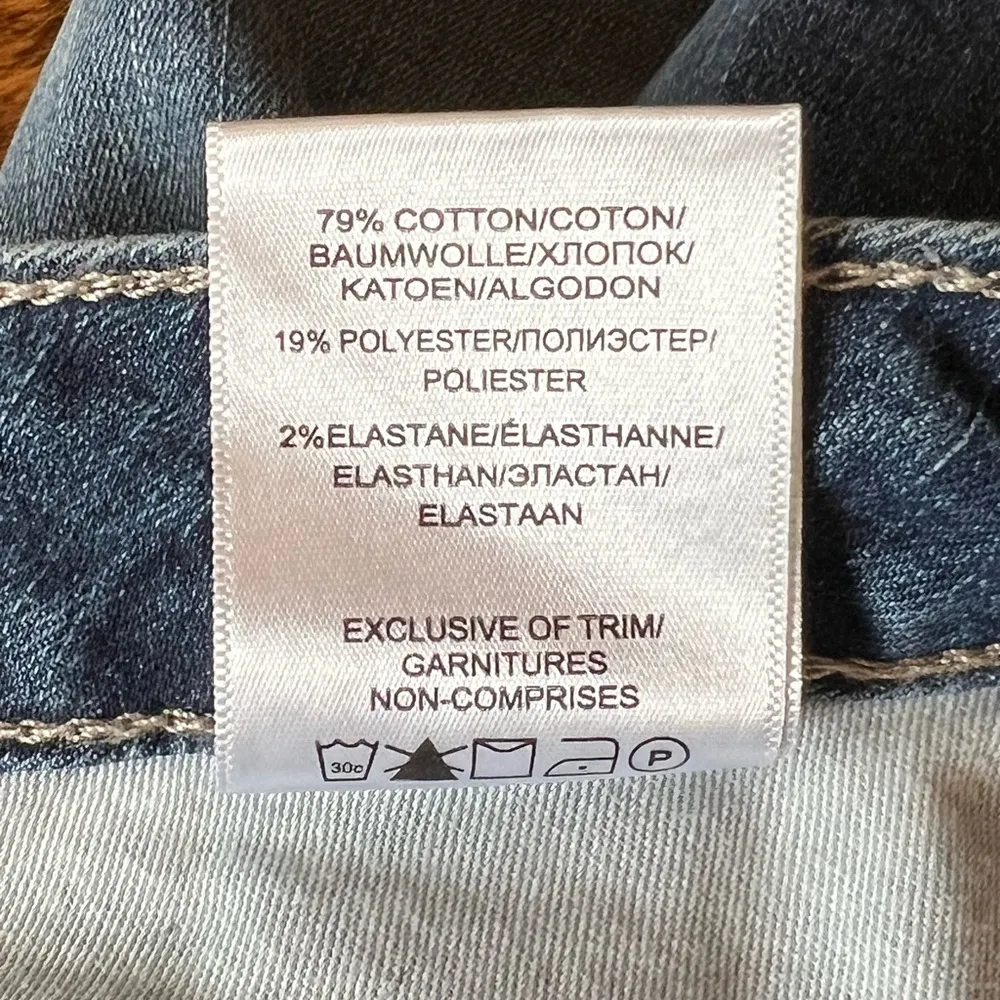 79% COTTON/COTON/
BAUMWOLLE/ХЛОПОК/
KATOEN/ALGODON
19% POLYESTER/ПОЛИЭСТЕР/
POLIESTER
2%ELASTANE/ÉLASTHANNE/
ELASTHAN/ЭЛАСТАН/
ELASTAAN
EXCLUSIVE OF TRIM/
GARNITURES
NON-COMPRISES
30c P